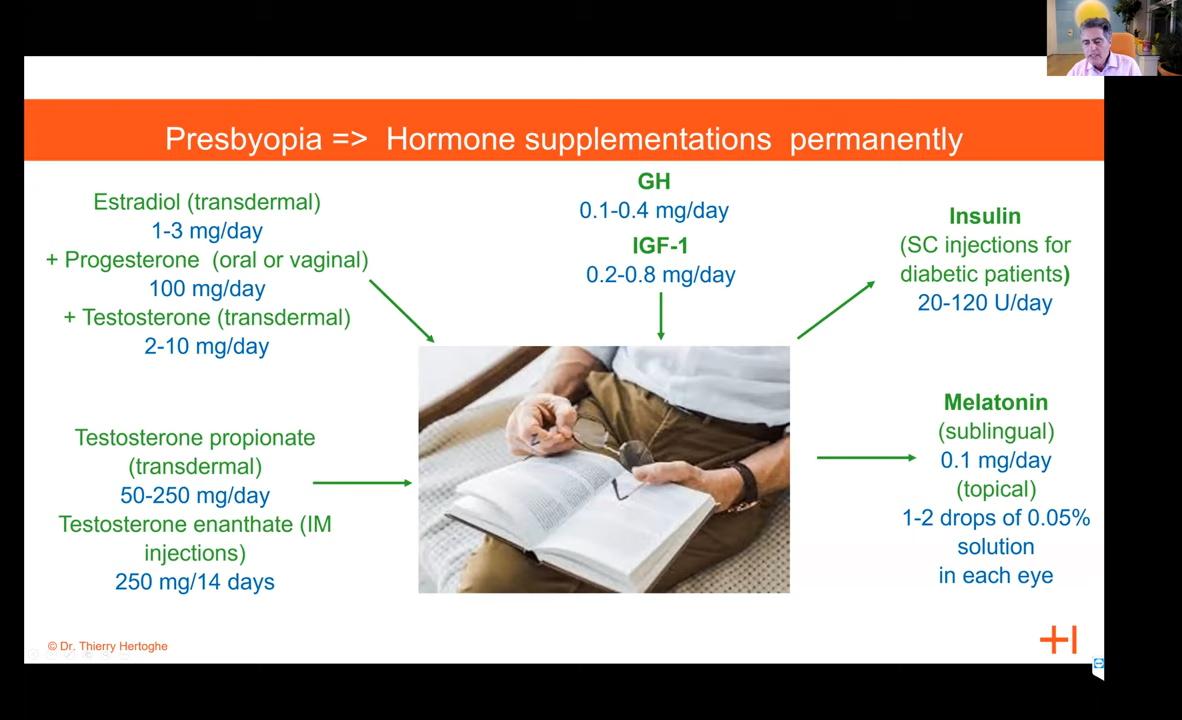 Presbyopia => Hormone supplementations permanently
Estradiol (transdermal)
1-3 mg/day
+ Progesterone (oral or vaginal)
100 mg/day
+ Testosterone (transdermal)
2-10 mg/day
Testosterone propionate
(transdermal)
50-250 mg/day
Testosterone enanthate (IM
injections)
250 mg/14 days
GH
0.1-0.4 mg/day
IGF-1
0.2-0.8 mg/day
Insulin
(SC injections for
diabetic patients)
20-120 U/day
Melatonin
(sublingual)
0.1 mg/day
(topical)
1-2 drops of 0.05%
solution
in each eye
© Dr. Thierry Hertoghe